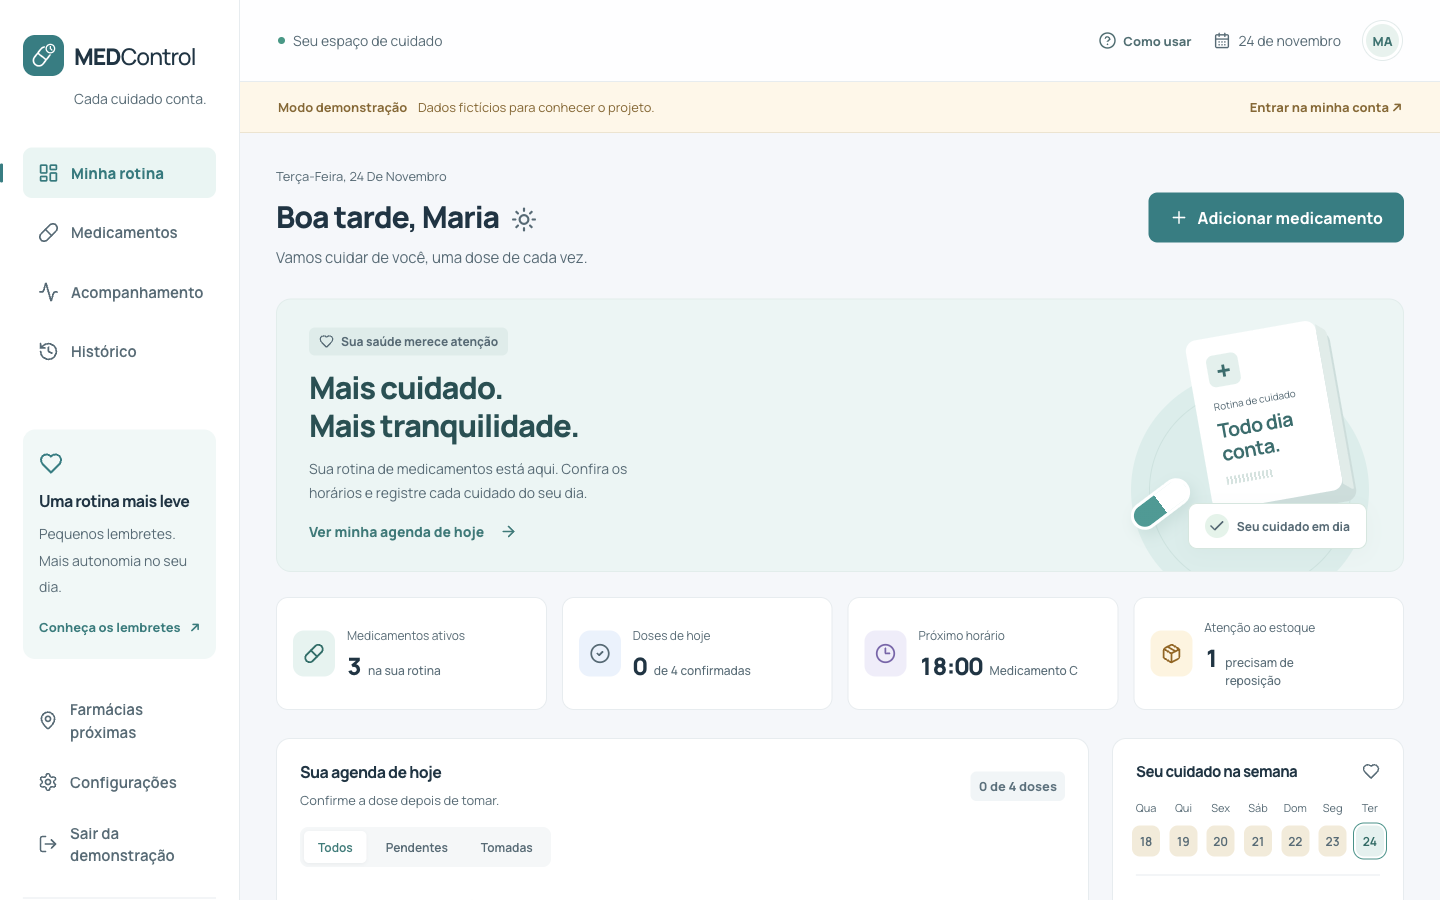 MEDControl
Cada cuidado conta.
Minha rotina
Medicamentos
Acompanhamento
Histórico
Uma rotina mais leve
Pequenos lembretes.
Mais autonomia no seu
dia.
Conheça os lembretes
Farmácias
próximas
Configurações
Sair da
demonstração
Seu espaço de cuidado
Como usar
24 de novembro
MA
Modo demonstração Dados fictícios para conhecer o projeto.
Entrar na minha conta
Terça-Feira, 24 De Novembro
Boa tarde, Maria
Vamos cuidar de você, uma dose de cada vez.
Adicionar medicamento
Sua saúde merece atenção
Mais cuidado.
Mais tranquilidade.
Sua rotina de medicamentos está aqui. Confira os
horários e registre cada cuidado do seu dia.
Ver minha agenda de hoje
Rotina de cuidado
Todo dia
conta.
Seu cuidado em dia
Medicamentos ativos
3 na sua rotina
Doses de hoje
0 de 4 confirmadas
Próximo horário
18:00 Medicamento C
Atenção ao estoque
1 precisam de
reposição
Sua agenda de hoje
Confirme a dose depois de tomar.
0 de 4 doses
Todos Pendentes Tomadas
Seu cuidado na semana
Qua Qui Sex Sáb Dom Seg Ter
18 19 20 21 22 23 24